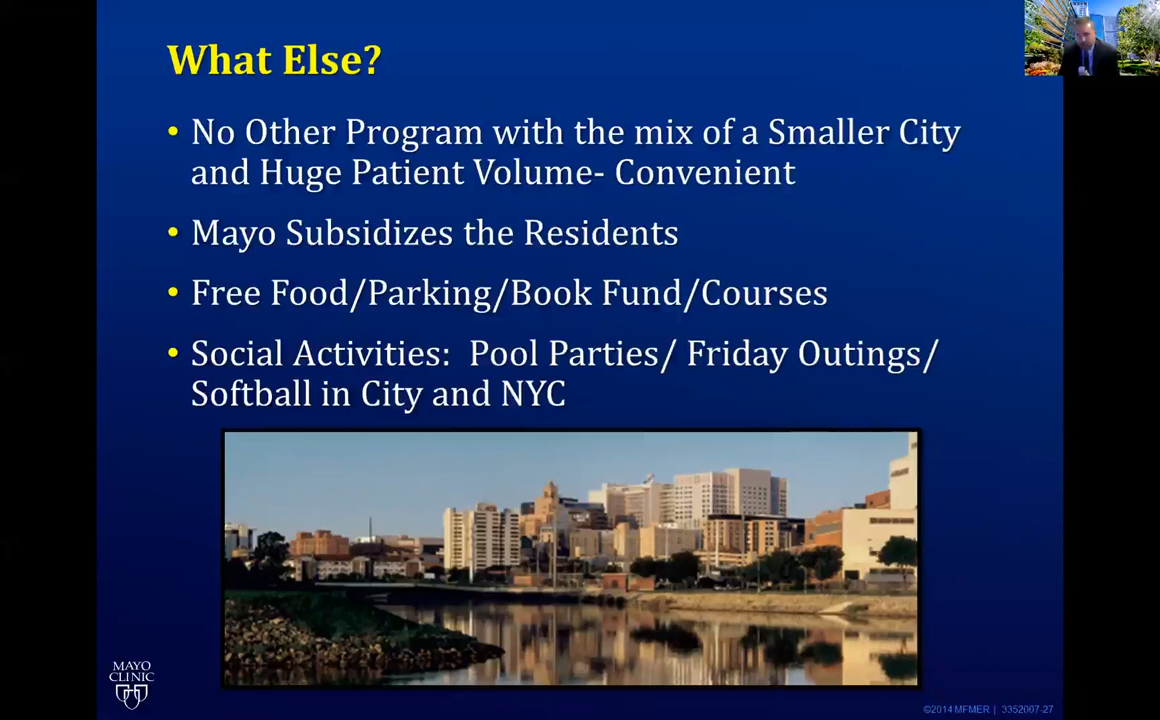 What Else?
• No Other Program with the mix of a Smaller City
and Huge Patient Volume- Convenient
• Mayo Subsidizes the Residents
• Free Food/Parking/Book Fund/Courses
• Social Activities:  Pool Parties/ Friday Outings/
Softball in City and NYC
MAYO
CLINIC
©2014 MFMER | 3352007-27